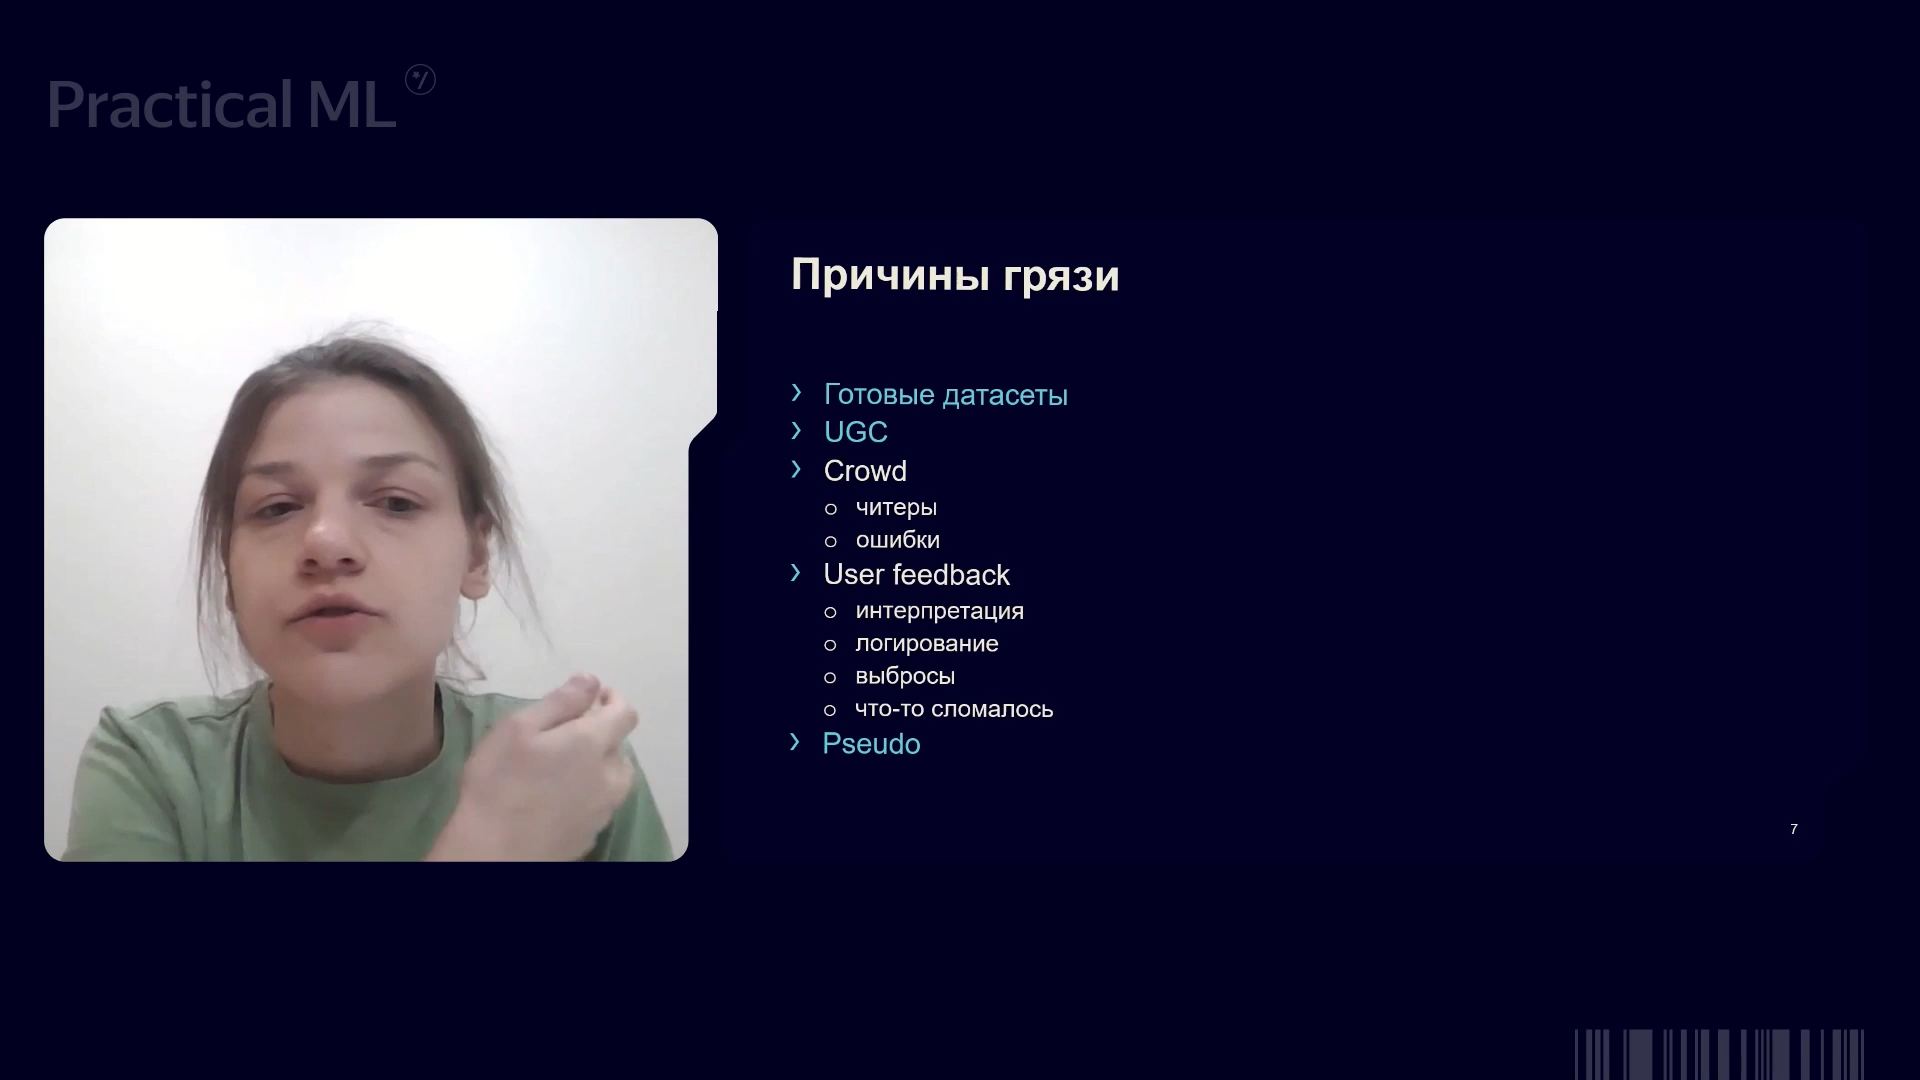 Practical ML
Причины грязи
Готовые датасеты
UGC
Crowd
читеры
ошибки
User feedback
интерпретация
логирование
выбросы
что-то сломалось
Pseudo
7